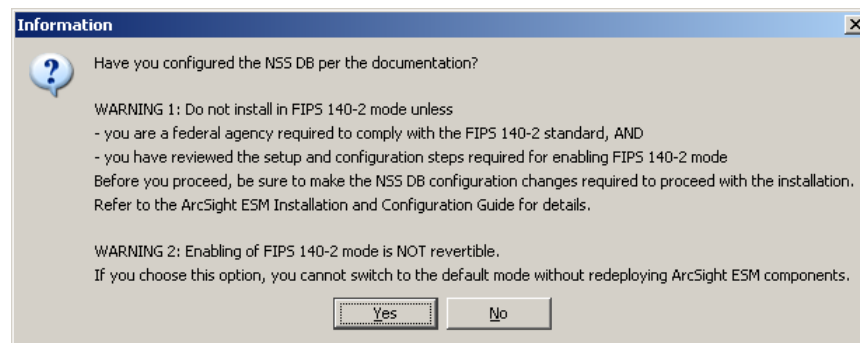 Information
Have you configured the NSS DB per the documentation?
WARNING 1: Do not install in FIPS 140-2 mode unless
- you are a federal agency required to comply with the FIPS 140-2 standard, AND
- you have reviewed the setup and configuration steps required for enabling FIPS 140-2 mode
Before you proceed, be sure to make the NSS DB configuration changes required to proceed with the installation.
Refer to the ArcSight ESM Installation and Configuration Guide for details.
WARNING 2: Enabling of FIPS 140-2 mode is NOT revertible.
If you choose this option, you cannot switch to the default mode without redeploying ArcSight ESM components.
Yes No